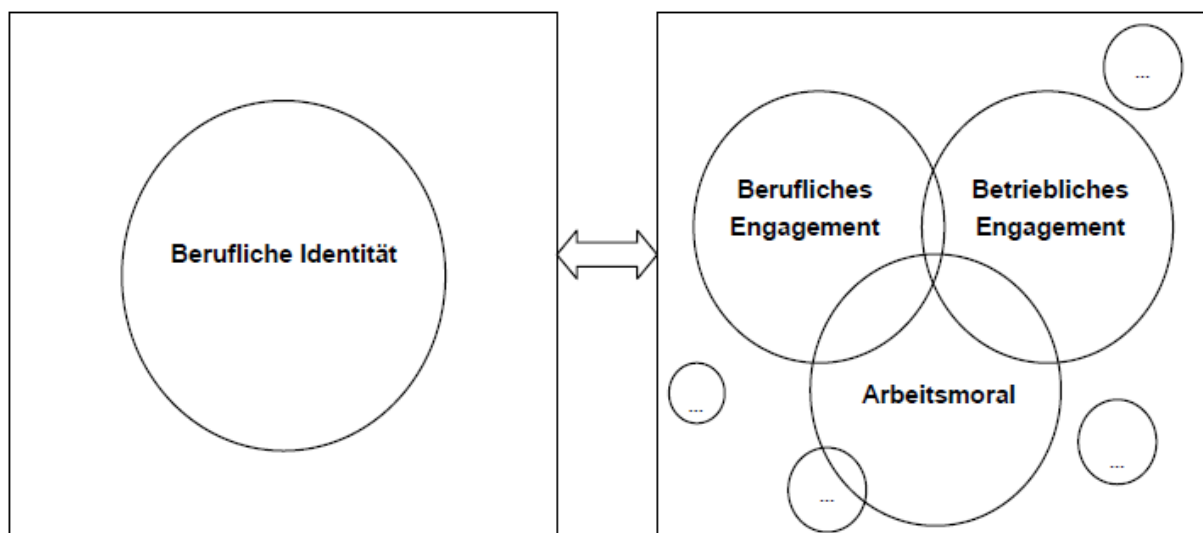 Berufliche Identität
...
Berufliches
Engagement
Betriebliches
Engagement
Arbeitsmoral
...
...
...